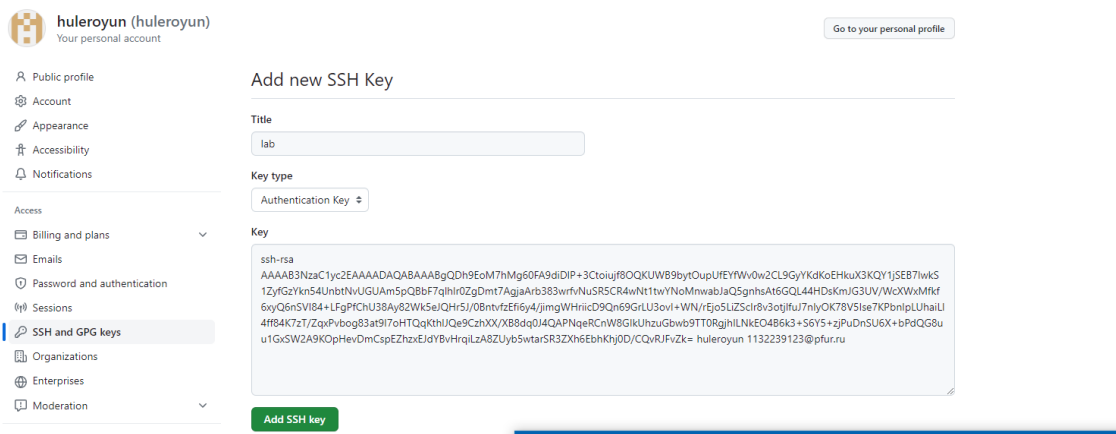 huleroyun (huleroyun)
Your personal account
Go to your personal profile
Public profile
Account
Appearance
Accessibility
Notifications
Access
Billing and plans
Emails
Password and authentication
Sessions
SSH and GPG keys
Organizations
Enterprises
Moderation
Add new SSH Key
Title
lab
Key type
Authentication Key
Key
ssh-rsa
huleroyun 1132239123@pfur.ru
Add SSH key